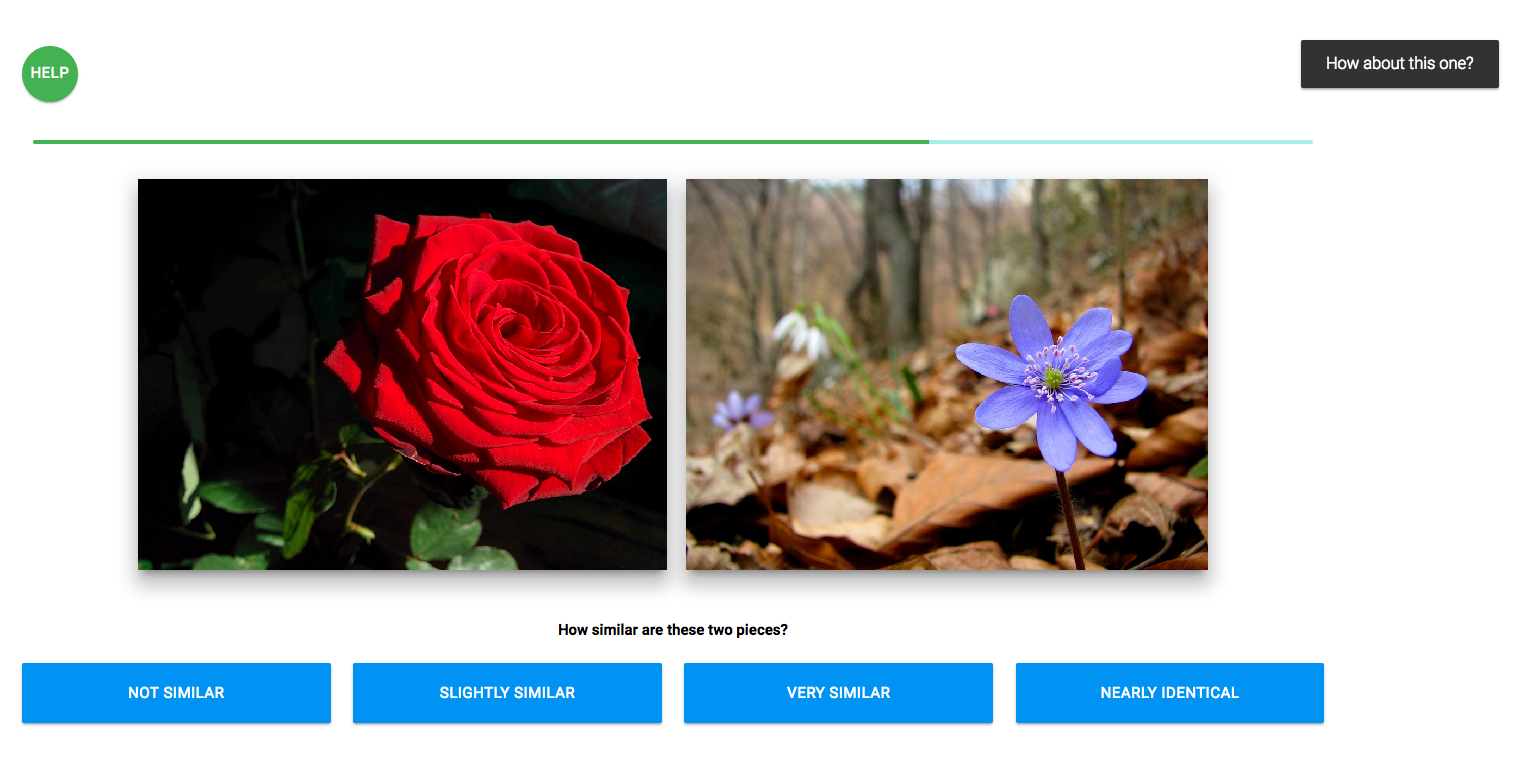 HELP
How about this one?
How similar are these two pieces?
NOT SIMILAR
SLIGHTLY SIMILAR
VERY SIMILAR
NEARLY IDENTICAL